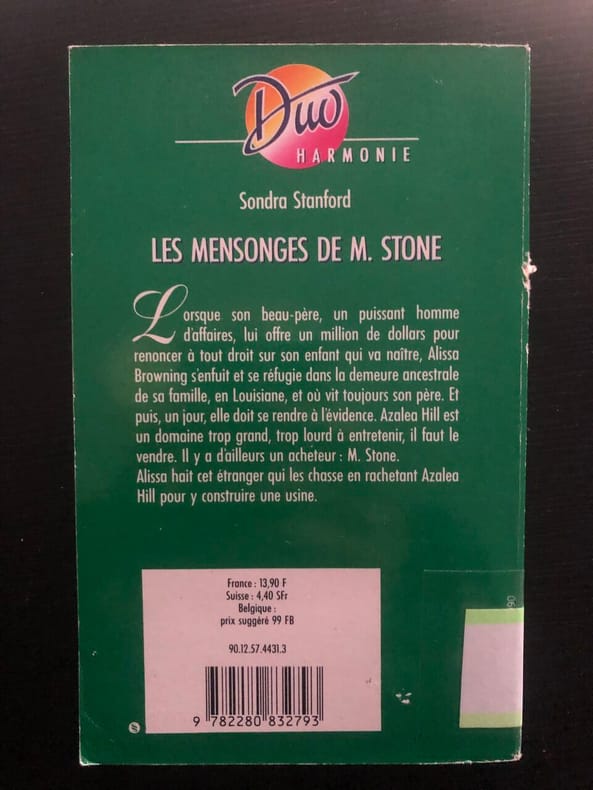 Duo
HARMONIE
Sondra Stanford
LES MENSONGES DE M. STONE
Lorsque son beau-père, un puissant homme
d'affaires, lui offre un million de dollars pour
renoncer à tout droit sur son enfant qui va naître, Alissa
Browning s'enfuit et se réfugie dans la demeure ancestrale
de sa famille, en Louisiane, et où vit toujours son père. Et
puis, un jour, elle doit se rendre à l'évidence. Azalea Hill est
un domaine trop grand, trop lourd à entretenir, il faut le
vendre. Il y a d'ailleurs un acheteur : M. Stone.
Alissa hait cet étranger qui les chasse en rachetant Azalea
Hill pour y construire une usine.
France : 13,90 F
Suisse : 4,40 SFr
Belgique :
prix suggéré 99 FB
90.12.57.4431.3
9 782280 832793